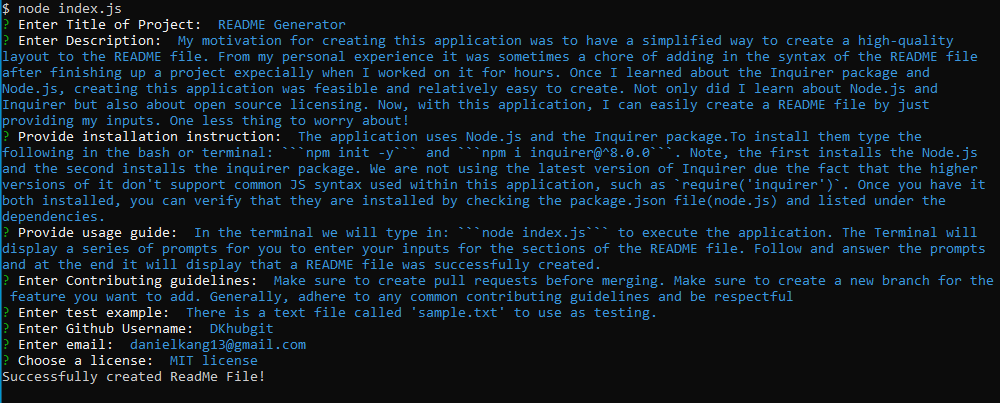 $ node index.js
? Enter Title of Project:  README Generator
? Enter Description:  My motivation for creating this application was to have a simplified way to create a high-quality
layout to the README file. From my personal experience it was sometimes a chore of adding in the syntax of the README file
after finishing up a project expecially when I worked on it for hours. Once I learned about the Inquirer package and
Node.js, creating this application was feasible and relatively easy to create. Not only did I learn about Node.js and
Inquirer but also about open source licensing. Now, with this application, I can easily create a README file by just
providing my inputs. One less thing to worry about!
? Provide installation instruction:  The application uses Node.js and the Inquirer package.To install them type the
following in the bash or terminal: ```npm init -y``` and ```npm i inquirer@^8.0.0```. Note, the first installs the Node.js
and the second installs the inquirer package. We are not using the latest version of Inquirer due the fact that the higher
versions of it don't support common JS syntax used within this application, such as `require('inquirer')`. Once you have it
both installed, you can verify that they are installed by checking the package.json file(node.js) and listed under the
dependencies.
? Provide usage guide:  In the terminal we will type in: ```node index.js``` to execute the application. The Terminal will
display a series of prompts for you to enter your inputs for the sections of the README file. Follow and answer the prompts
and at the end it will display that a README file was successfully created.
? Enter Contributing guidelines:  Make sure to create pull requests before merging. Make sure to create a new branch for the
feature you want to add. Generally, adhere to any common contributing guidelines and be respectful
? Enter test example:  There is a text file called 'sample.txt' to use as testing.
? Enter Github Username:  DKhubgit
? Enter email:  danielkang13@gmail.com
? Choose a license:  MIT license
Successfully created ReadMe File!